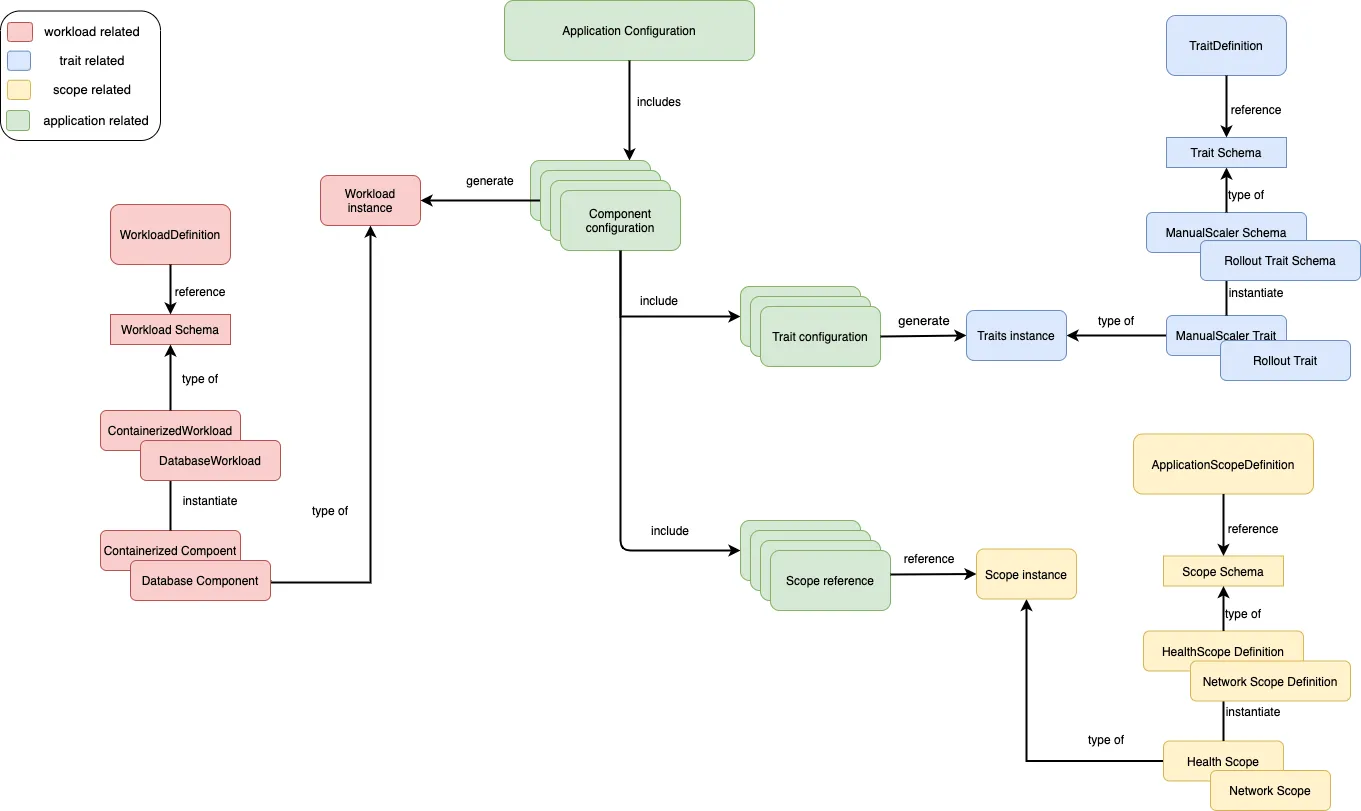 workload related
trait related
scope related
application related
Application Configuration
includes
TraitDefinition
reference
Trait Schema
type of
ManualScaler Schema
Rollout Trait Schema
instantiate
ManualScaler Trait
Rollout Trait
generate
Workload
instance
Component
configuration
WorkloadDefinition
reference
Workload Schema
type of
ContainerizedWorkload
DatabaseWorkload
instantiate
Containerized Compoent
Database Component
type of
include
Trait configuration
generate
Traits instance
type of
include
Scope reference
reference
Scope instance
ApplicationScopeDefinition
reference
Scope Schema
type of
HealthScope Definition
Network Scope Definition
instantiate
type of
Health Scope
Network Scope